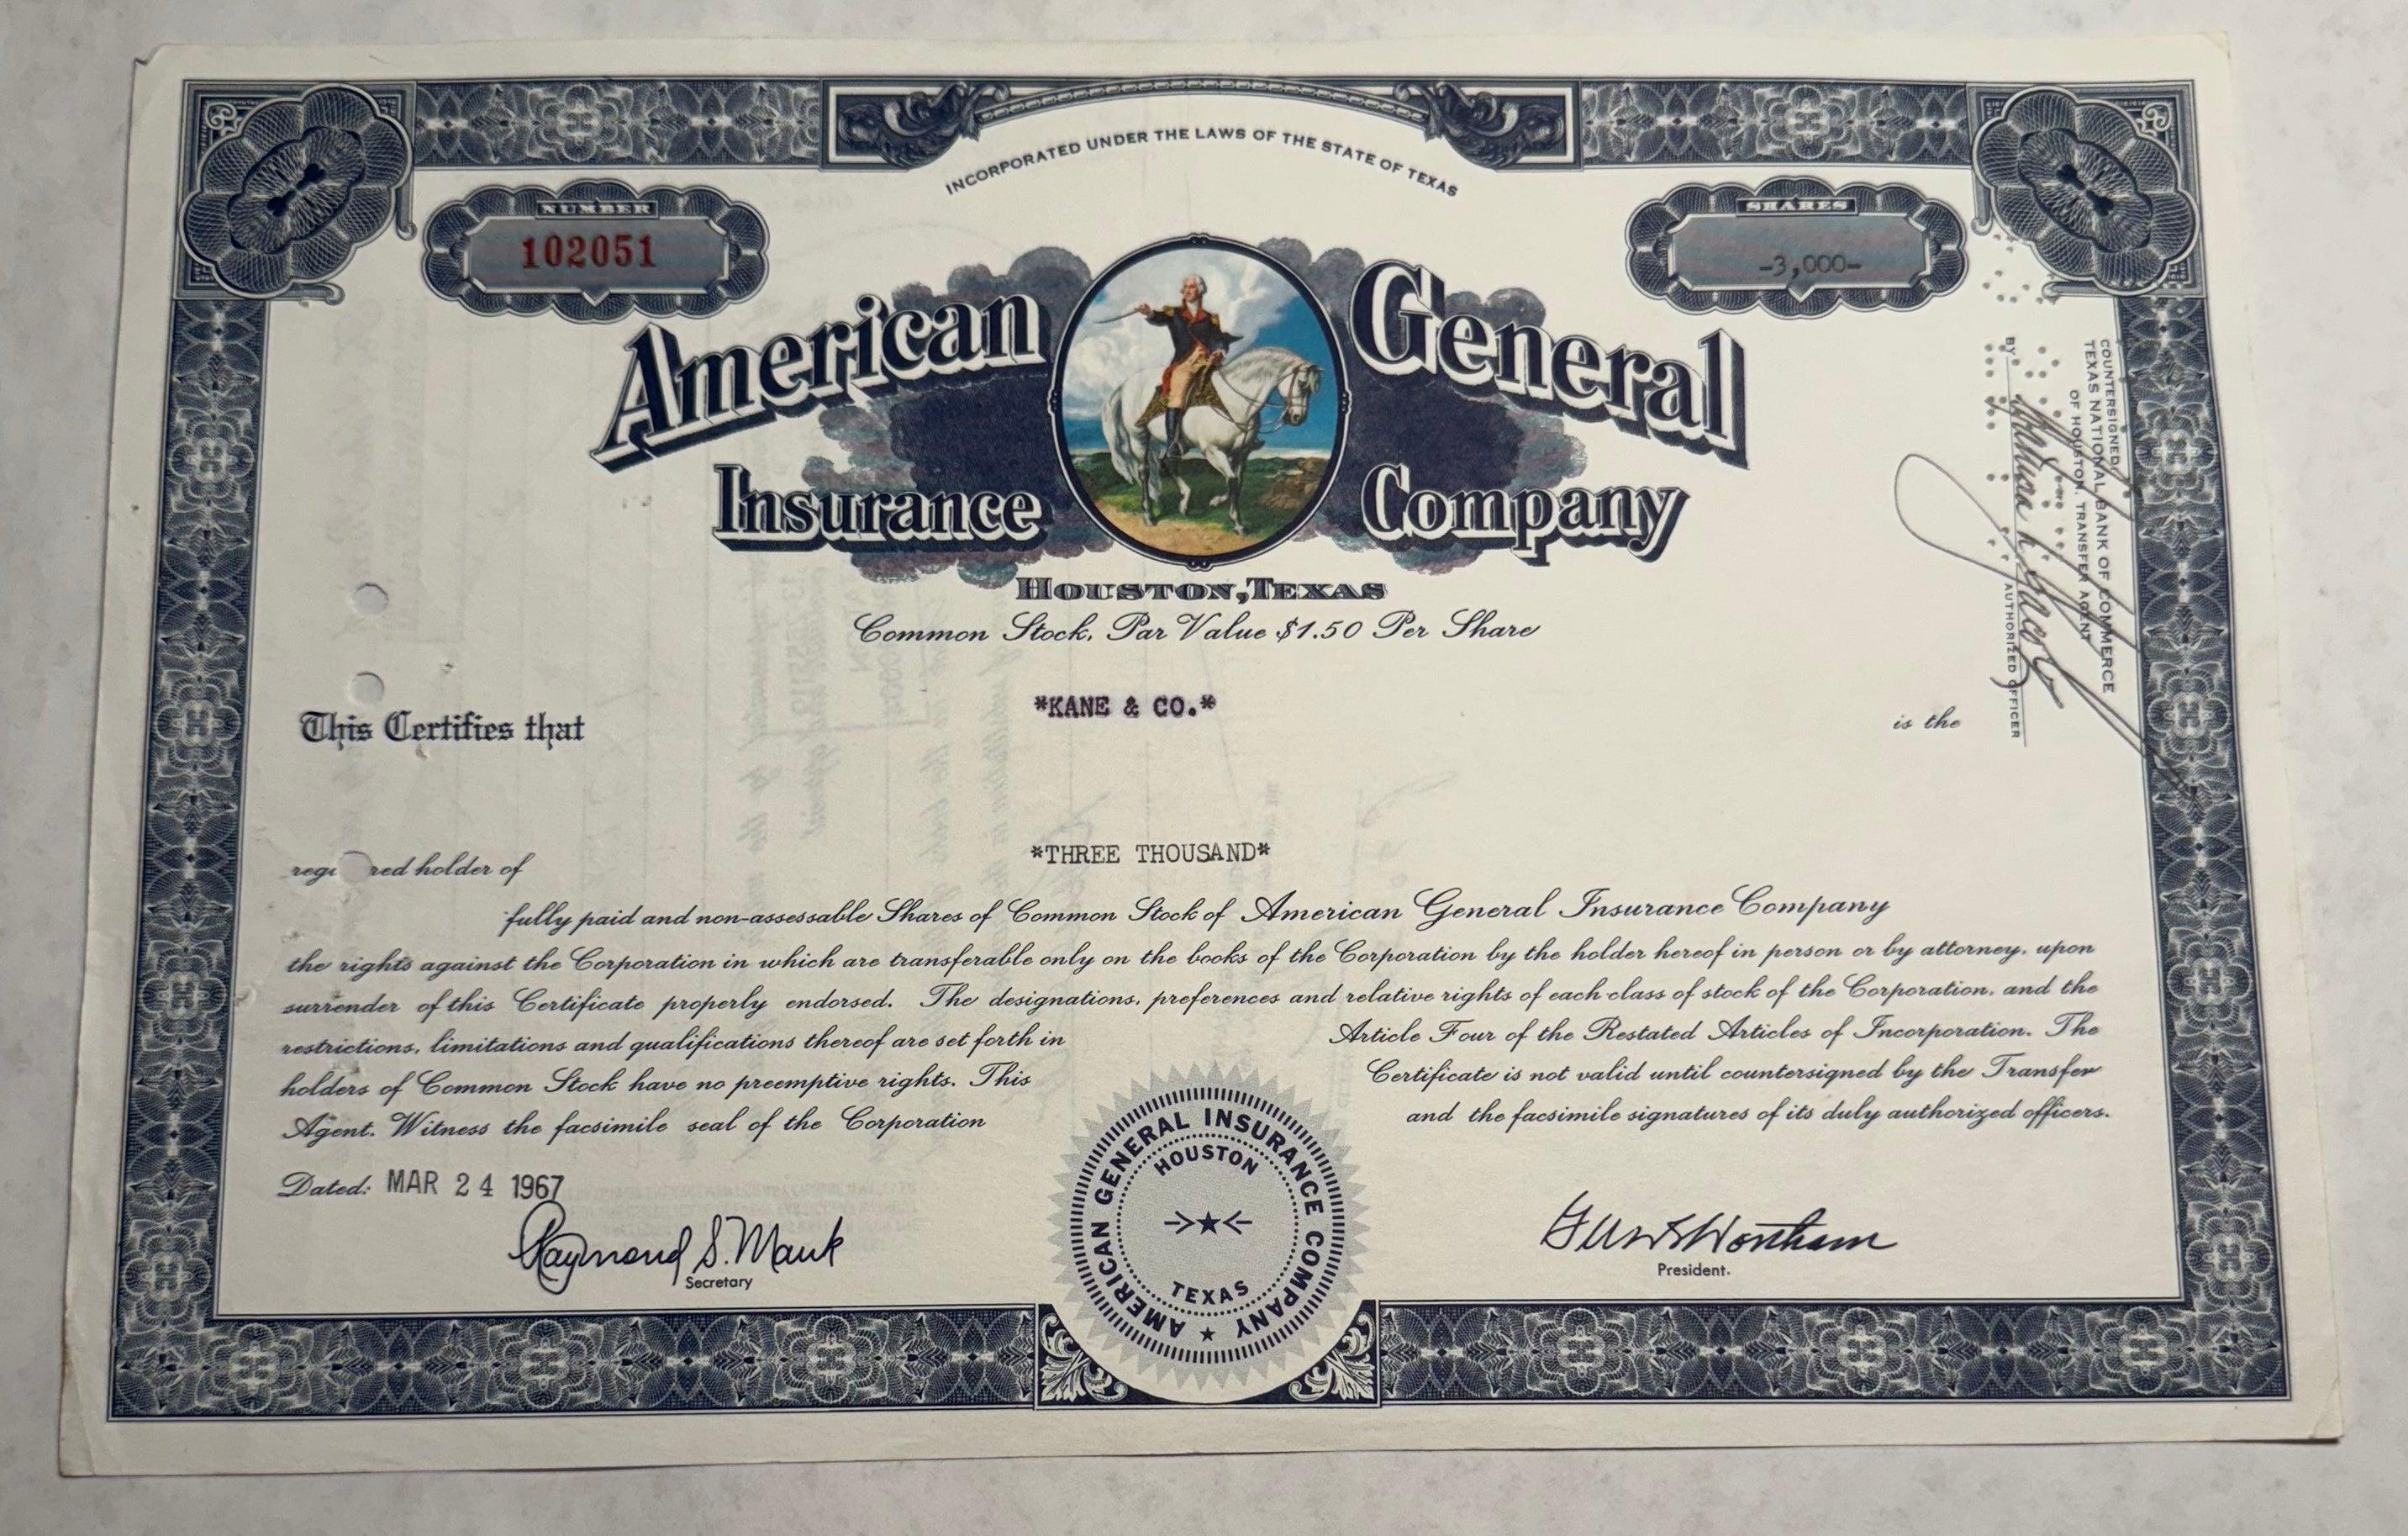 INCORPORATED UNDER THE LAWS OF THE STATE OF TEXAS
NUMBER
102051
SHARES
-3,000-
American General
Insurance Company
HOUSTON, TEXAS
Common Stock, Par Value $1.50 Per Share
COUNTERSIGNED
TEXAS NATIONAL BANK OF COMMERCE
OF HOUSTON, TRANSFER AGENT
BY
AUTHORIZED OFFICER
*KANE & CO.*
This Certifies that
is the
*THREE THOUSAND*
regi red holder of
fully paid and non-assessable Shares of Common Stock of American General Insurance Company
the rights against the Corporation in which are transferable only on the books of the Corporation by the holder hereof in person or by attorney, upon
surrender of this Certificate properly endorsed. The designations, preferences and relative rights of each class of stock of the Corporation, and the
restrictions, limitations and qualifications thereof are set forth in Article Four of the Restated Articles of Incorporation. The
holders of Common Stock have no preemptive rights. This Certificate is not valid until countersigned by the Transfer
Agent. Witness the facsimile seal of the Corporation and the facsimile signatures of its duly authorized officers.
Dated: MAR 24 1967
Raymond S. Mauk
Secretary
AMERICAN GENERAL INSURANCE COMPANY
HOUSTON
TEXAS
Gus S Wortham
President.